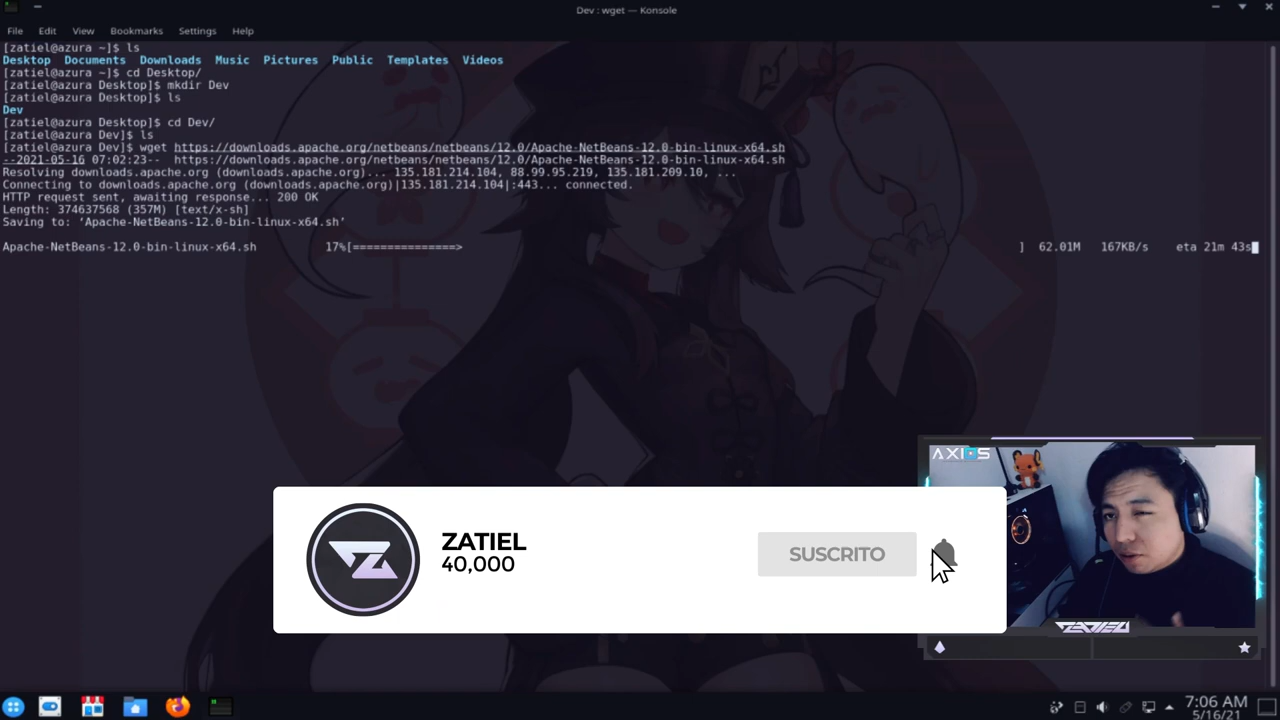 Dev : wget — Konsole
File Edit View Bookmarks Settings Help
[zatiel@azura ~]$ ls
Desktop Documents Downloads Music Pictures Public Templates Videos
[zatiel@azura ~]$ cd Desktop/
[zatiel@azura Desktop]$ mkdir Dev
[zatiel@azura Desktop]$ ls
Dev
[zatiel@azura Desktop]$ cd Dev/
[zatiel@azura Dev]$ ls
[zatiel@azura Dev]$ wget https://downloads.apache.org/netbeans/netbeans/12.0/Apache-NetBeans-12.0-bin-linux-x64.sh
--2021-05-16 07:02:23-- https://downloads.apache.org/netbeans/netbeans/12.0/Apache-NetBeans-12.0-bin-linux-x64.sh
Resolving downloads.apache.org (downloads.apache.org)... 135.181.214.104, 88.99.95.219, 135.181.209.10, ...
Connecting to downloads.apache.org (downloads.apache.org)|135.181.214.104|:443... connected.
HTTP request sent, awaiting response... 200 OK
Length: 374637568 (357M) [text/x-sh]
Saving to: ‘Apache-NetBeans-12.0-bin-linux-x64.sh’
Apache-NetBeans-12.0-bin-linux-x64.sh 17%[===============> ] 62.01M 167KB/s eta 21m 43s
AXIOS
ZATIEL
40,000
SUSCRITO
ZATIEL
7:06 AM
5/16/21